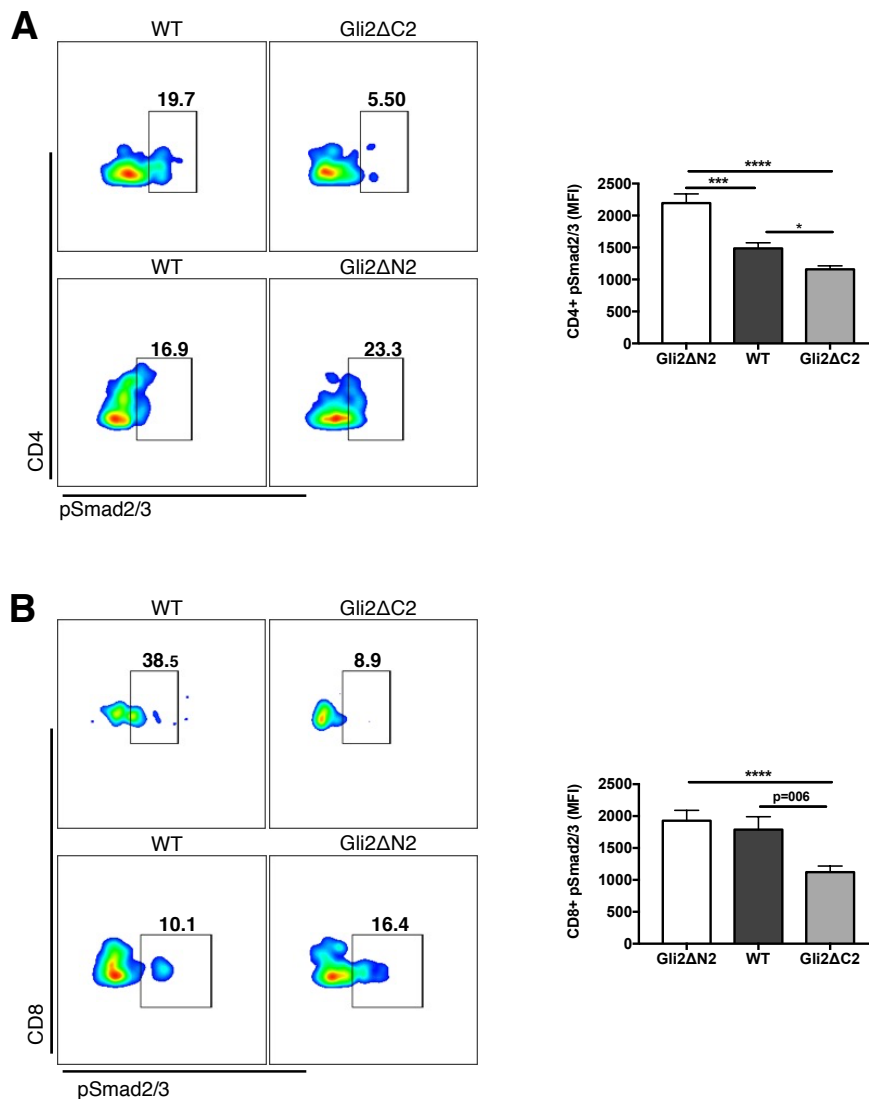 A
WT Gli2ΔC2
19.7 5.50
WT Gli2ΔN2
16.9 23.3
CD4
pSmad2/3
CD4+ pSmad2/3 (MFI)
2500
2000
1500
1000
500
0
****
***
*
Gli2ΔN2 WT Gli2ΔC2
B
WT Gli2ΔC2
38.5 8.9
WT Gli2ΔN2
10.1 16.4
CD8
pSmad2/3
CD8+ pSmad2/3 (MFI)
2500
2000
1500
1000
500
0
****
p=006
Gli2ΔN2 WT Gli2ΔC2